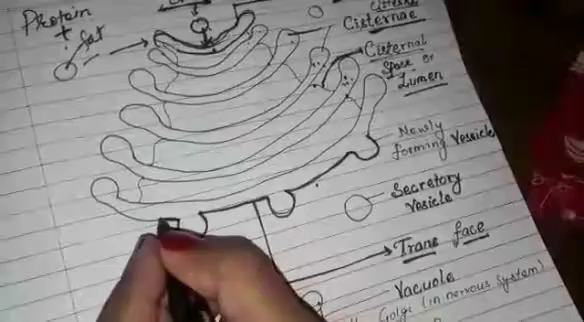 Protein
+
fat
Cisternae
Cisternal
space or
Lumen
Newly
forming Vesicle
Secretory
vesicle
Trans face
Vacuole
Golgi (in nervous system)